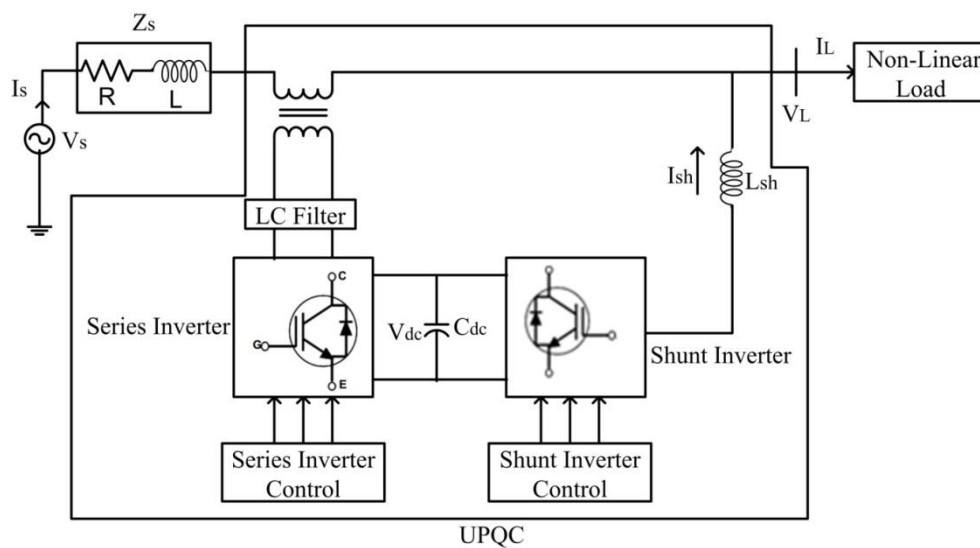 Zs
Is
R
L
Vs
IL
VL
Non-Linear
Load
Ish
Lsh
LC Filter
Series Inverter
C
G
E
Vdc
Cdc
Shunt Inverter
Series Inverter
Control
Shunt Inverter
Control
UPQC